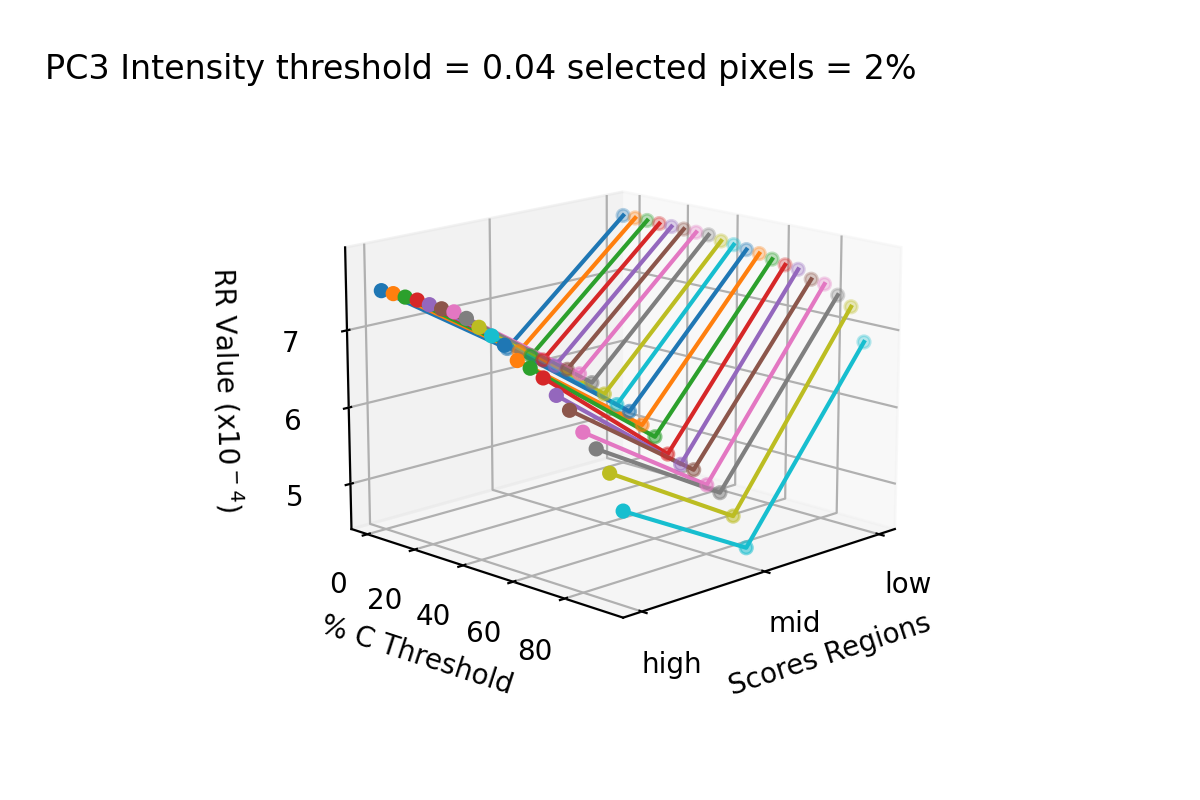 PC3 Intensity threshold = 0.04 selected pixels = 2%
RR Value (x10⁻⁴)
7
6
5
0
20
40
60
80
% C Threshold
high
mid
low
Scores Regions